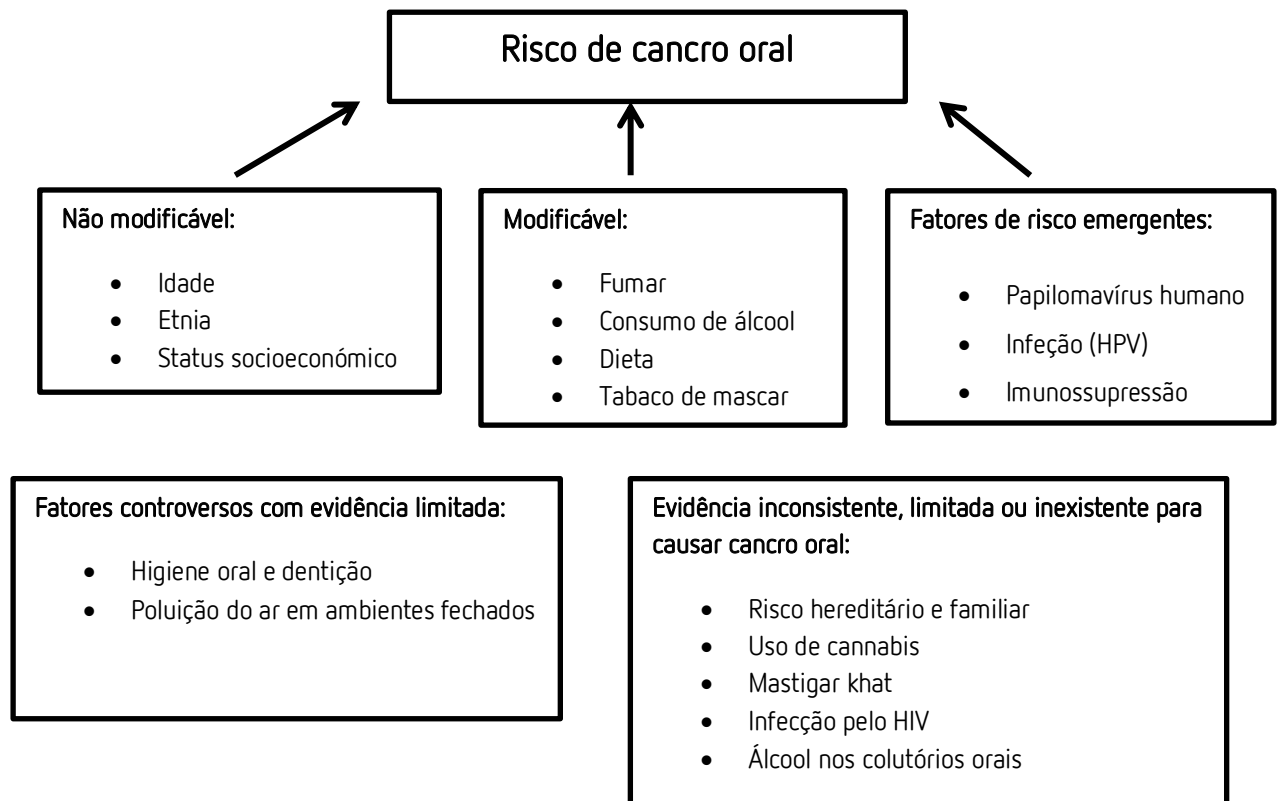 Risco de cancro oral
Não modificável:
• Idade
• Etnia
• Status socioeconómico
Modificável:
• Fumar
• Consumo de álcool
• Dieta
• Tabaco de mascar
Fatores de risco emergentes:
• Papilomavírus humano
• Infeção (HPV)
• Imunossupressão
Fatores controversos com evidência limitada:
• Higiene oral e dentição
• Poluição do ar em ambientes fechados
Evidência inconsistente, limitada ou inexistente para
causar cancro oral:
• Risco hereditário e familiar
• Uso de cannabis
• Mastigar khat
• Infecção pelo HIV
• Álcool nos colutórios orais